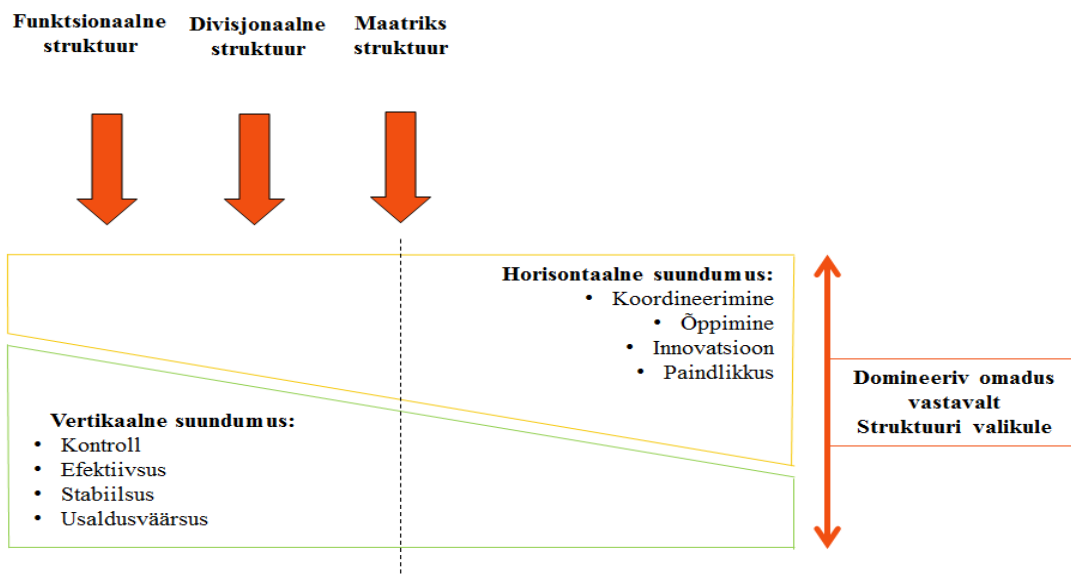 Funktsionaalne
struktuur
Divisjonaalne
struktuur
Maatriks
struktuur
Horisontaalne suundumus:
• Koordineerimine
• Õppimine
• Innovatsioon
• Paindlikkus
Vertikaalne suundumus:
• Kontroll
• Efektiivsus
• Stabiilsus
• Usaldusväärsus
Domineeriv omadus
vastavalt
Struktuuri valikule